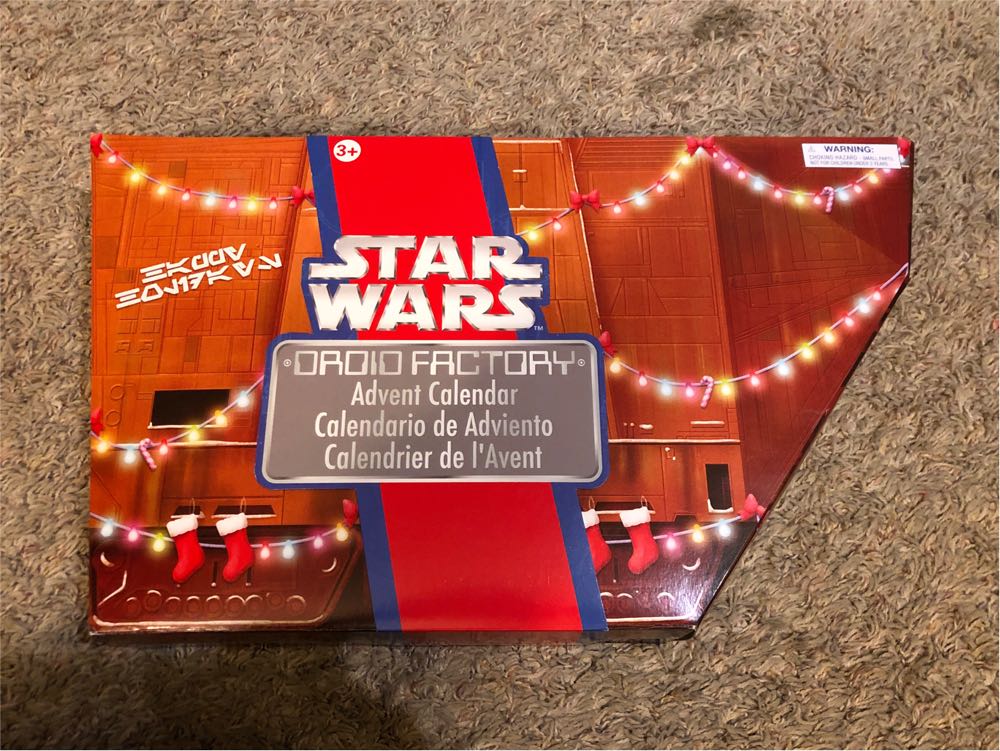 3+
WARNING:
CHOKING HAZARD - SMALL PARTS
NOT FOR CHILDREN UNDER 3 YEARS
STAR
WARS™
DROID FACTORY
Advent Calendar
Calendario de Adviento
Calendrier de l'Avent